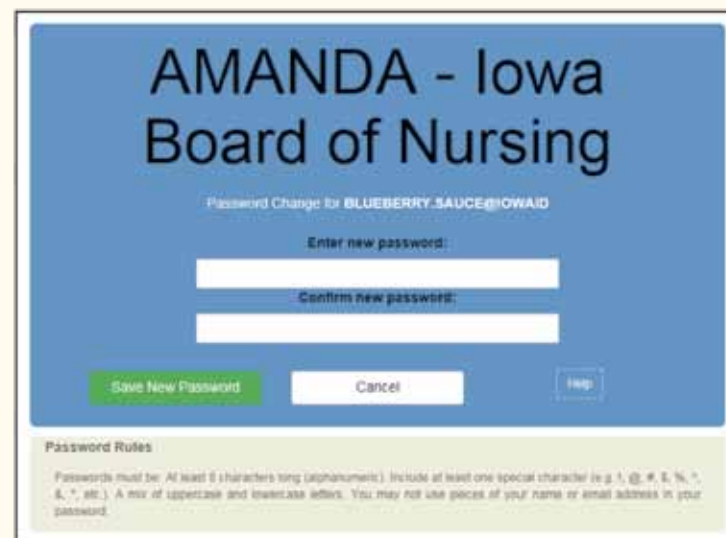 AMANDA - Iowa
Board of Nursing
Password Change for BLUEBERRY.SAUCE@IOWAID
Enter new password:
Confirm new password:
Save New Password
Cancel
Help
Password Rules
Passwords must be: At least 8 characters long (alphanumeric). Include at least one special character (e.g. !, @, #, $, %, ^,
&, *, etc.). A mix of uppercase and lowercase letters. You may not use pieces of your name or email address in your
password.